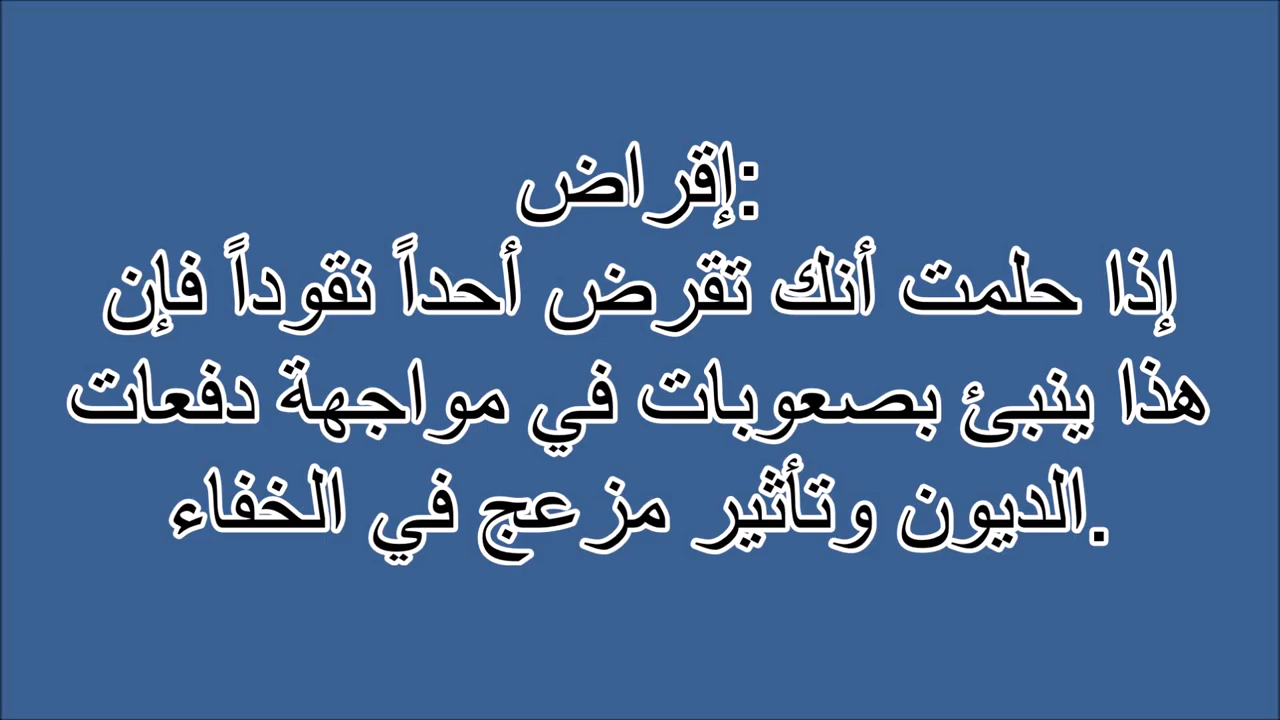 إقراض:
إذا حلمت أنك تقرض أحداً نقوداً فإن
هذا ينبئ بصعوبات في مواجهة دفعات
الديون وتأثير مزعج في الخفاء.